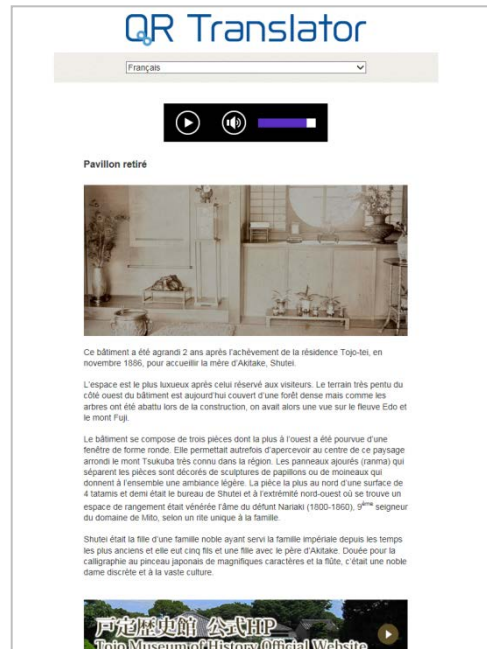 QR Translator
Français
Pavillon retiré
Ce bâtiment a été agrandi 2 ans après l'achèvement de la résidence Tojo-tei, en
novembre 1886, pour accueillir la mère d'Akitake, Shutei.
L'espace est le plus luxueux après celui réservé aux visiteurs. Le terrain très pentu du
côté ouest du bâtiment est aujourd'hui couvert d'une forêt dense mais comme les
arbres ont été abattu lors de la construction, on avait alors une vue sur le fleuve Edo et
le mont Fuji.
Le bâtiment se compose de trois pièces dont la plus à l'ouest a été pourvue d'une
fenêtre de forme ronde. Elle permettait autrefois d'apercevoir au centre de ce paysage
arrondi le mont Tsukuba très connu dans la région. Les panneaux ajourés (ranma) qui
séparent les pièces sont décorés de sculptures de papillons ou de moineaux qui
donnent à l'ensemble une ambiance légère. La pièce la plus au nord d'une surface de
4 tatamis et demi était le bureau de Shutei et à l'extrémité nord-ouest où se trouve un
espace de rangement était vénérée l'âme du défunt Nariaki (1800-1860), 9ème seigneur
du domaine de Mito, selon un rite unique à la famille.
Shutei était la fille d'une famille noble ayant servi la famille impériale depuis les temps
les plus anciens et elle eut cinq fils et une fille avec le père d'Akitake. Douée pour la
calligraphie au pinceau japonais de magnifiques caractères et la flûte, c'était une noble
dame discrète et à la vaste culture.
戸定歴史館 公式HP
Tojo Museum of History Official Website